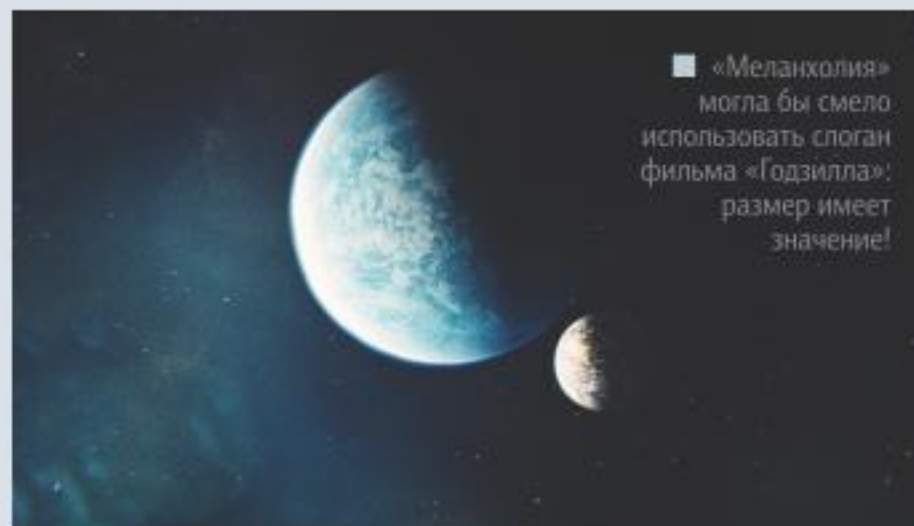 «Меланхолия»
могла бы смело
использовать слоган
фильма «Годзилла»:
размер имеет
значение!